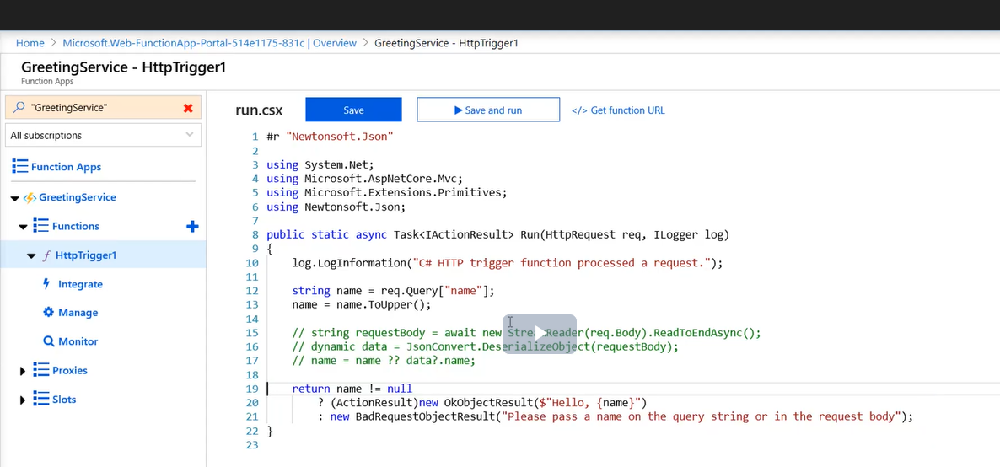 Home > Microsoft.Web-FunctionApp-Portal-514e1175-831c | Overview > GreetingService - HttpTrigger1
GreetingService - HttpTrigger1
Function Apps
"GreetingService"
All subscriptions
Function Apps
GreetingService
Functions
HttpTrigger1
Integrate
Manage
Monitor
Proxies
Slots
run.csx
Save
Save and run
</> Get function URL
1 #r "Newtonsoft.Json"
2
3 using System.Net;
4 using Microsoft.AspNetCore.Mvc;
5 using Microsoft.Extensions.Primitives;
6 using Newtonsoft.Json;
7
8 public static async Task<IActionResult> Run(HttpRequest req, ILogger log)
9 {
10     log.LogInformation("C# HTTP trigger function processed a request.");
11
12     string name = req.Query["name"];
13     name = name.ToUpper();
14
15     // string requestBody = await new StreamReader(req.Body).ReadToEndAsync();
16     // dynamic data = JsonConvert.DeserializeObject(requestBody);
17     // name = name ?? data?.name;
18
19     return name != null
20         ? (ActionResult)new OkObjectResult($"Hello, {name}")
21         : new BadRequestObjectResult("Please pass a name on the query string or in the request body");
22 }
23